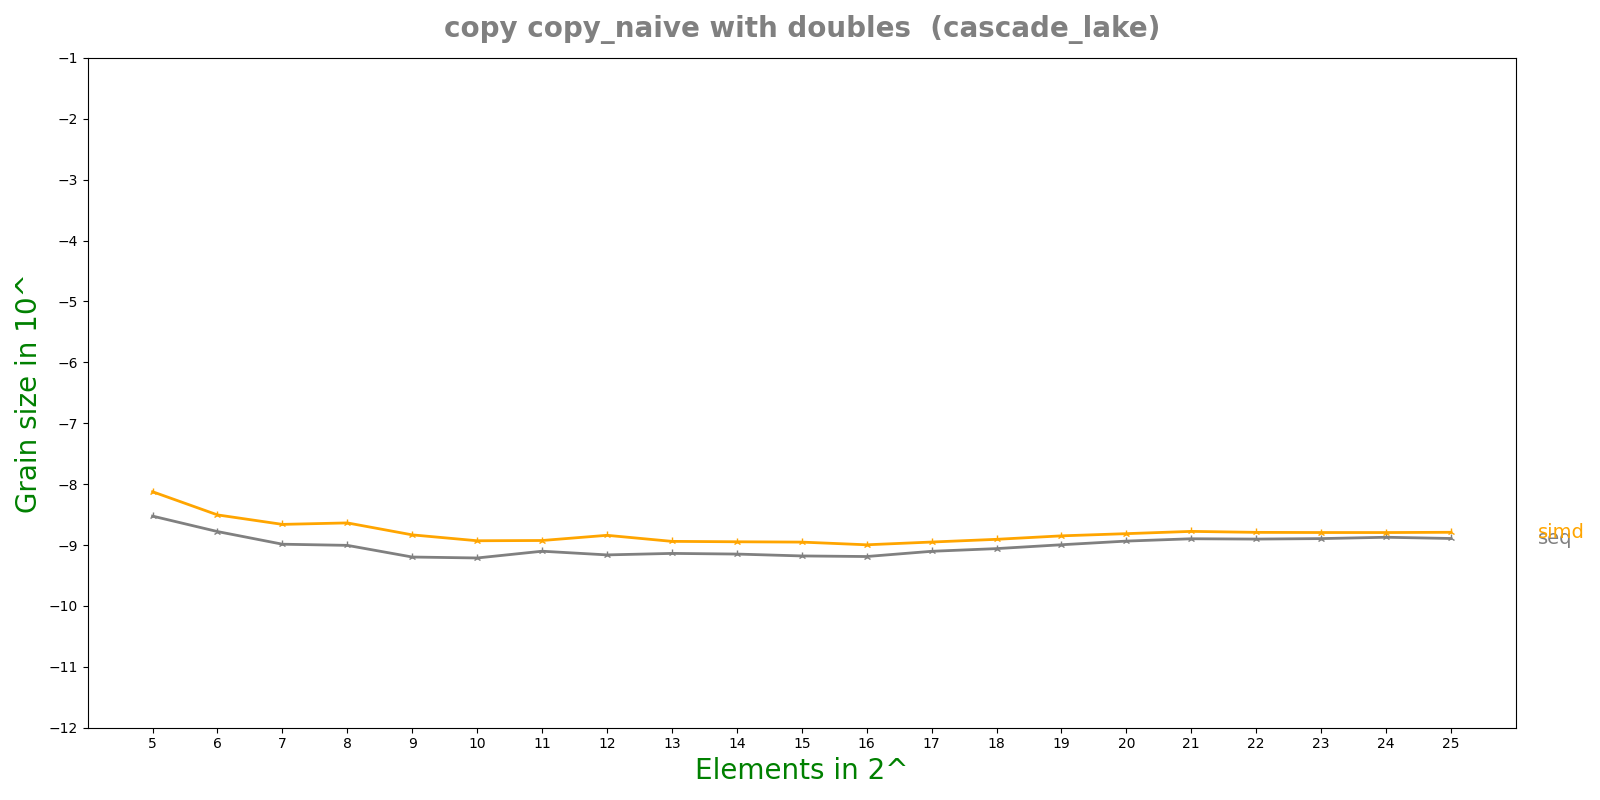 copy copy_naive with doubles  (cascade_lake)
−1
−2
−3
−4
−5
−6
−7
−8
−9
−10
−11
−12
Grain size in 10^
simd
seq
5 6 7 8 9 10 11 12 13 14 15 16 17 18 19 20 21 22 23 24 25
Elements in 2^